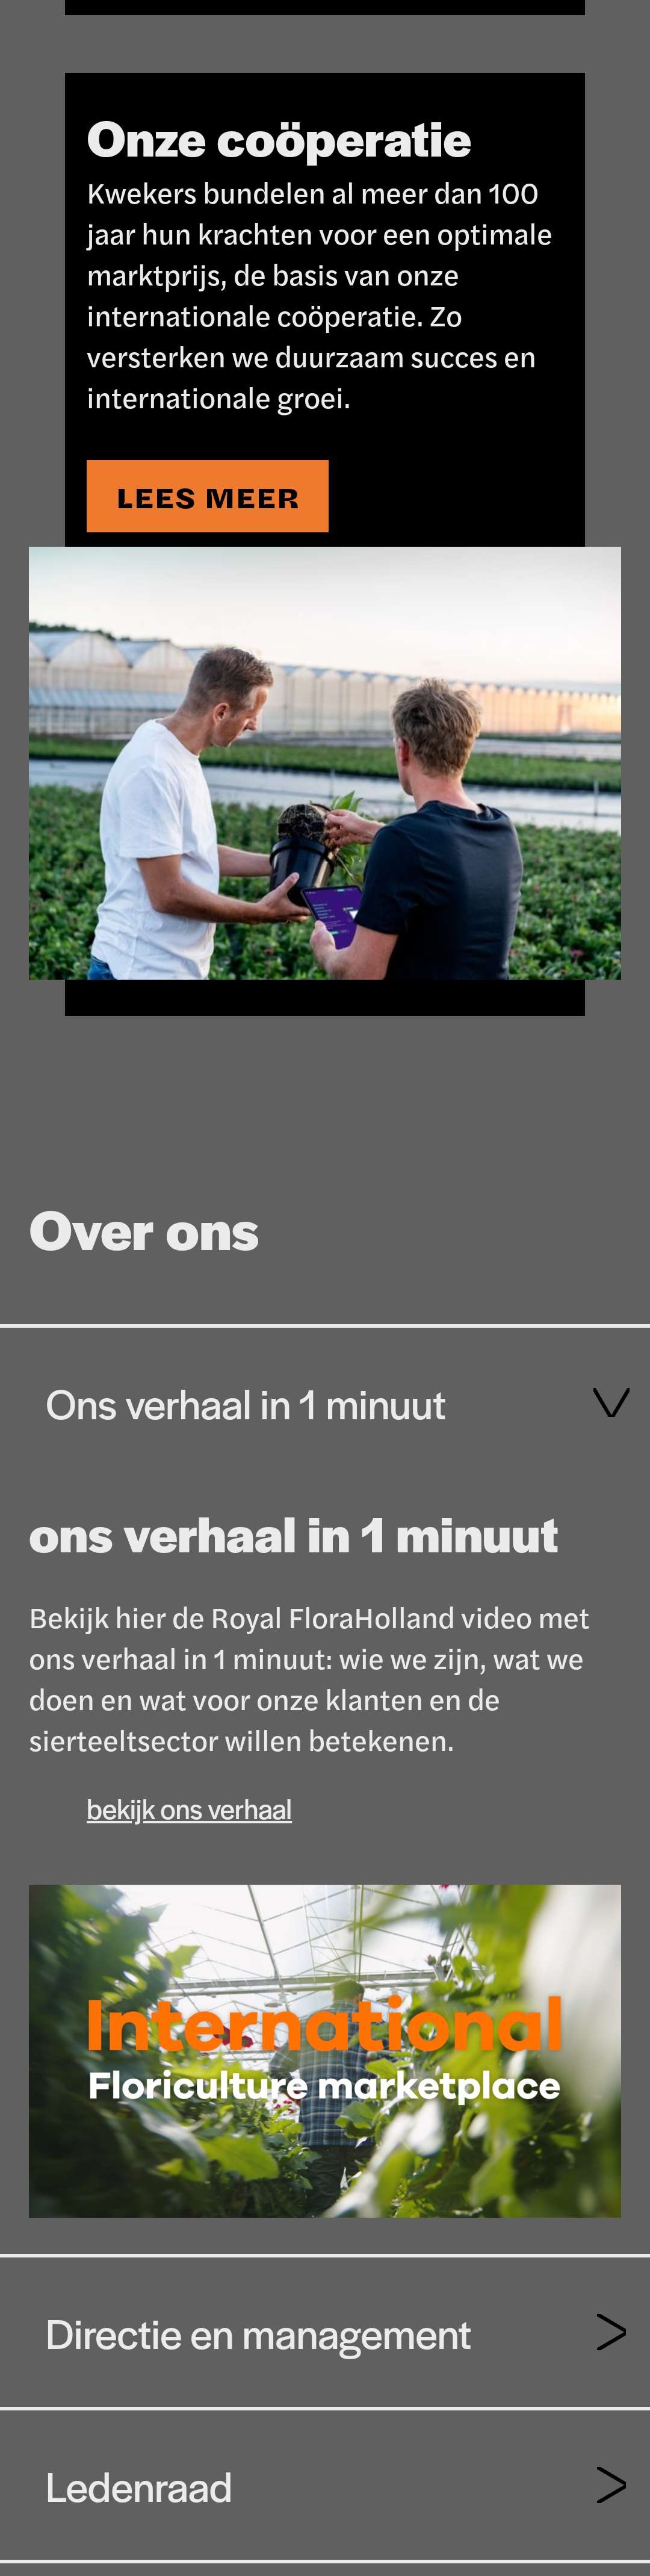 Onze coöperatie
Kwekers bundelen al meer dan 100
jaar hun krachten voor een optimale
marktprijs, de basis van onze
internationale coöperatie. Zo
versterken we duurzaam succes en
internationale groei.
LEES MEER
Over ons
Ons verhaal in 1 minuut
ons verhaal in 1 minuut
Bekijk hier de Royal FloraHolland video met
ons verhaal in 1 minuut: wie we zijn, wat we
doen en wat voor onze klanten en de
sierteeltsector willen betekenen.
bekijk ons verhaal
International
Floriculture marketplace
Directie en management
Ledenraad